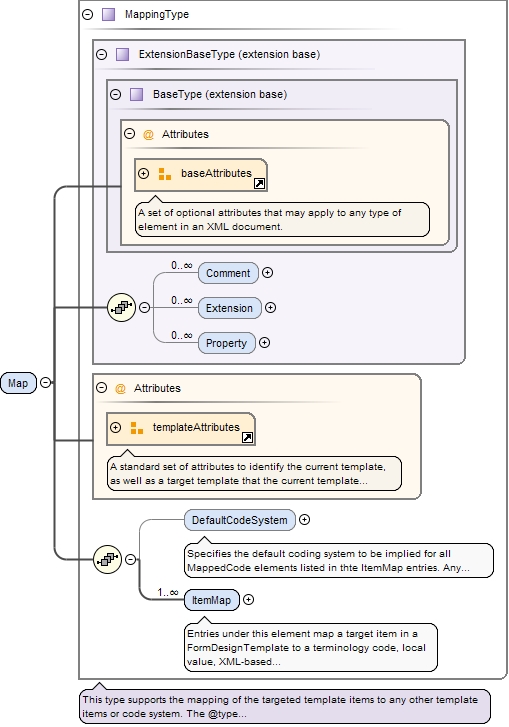 MappingType
ExtensionBaseType (extension base)
BaseType (extension base)
@ Attributes
baseAttributes
A set of optional attributes that may apply to any type of
element in an XML document.
0..∞
Comment
0..∞
Extension
0..∞
Property
Map
@ Attributes
templateAttributes
A standard set of attributes to identify the current template,
as well as a target template that the current template...
DefaultCodeSystem
Specifies the default coding system to be implied for all
MappedCode elements listed in thte ItemMap entries. Any...
1..∞
ItemMap
Entries under this element map a target item in a
FormDesignTemplate to a terminology code, local
value, XML-based...
This type supports the mapping of the targeted template items to any other template
items or code system. The @type...